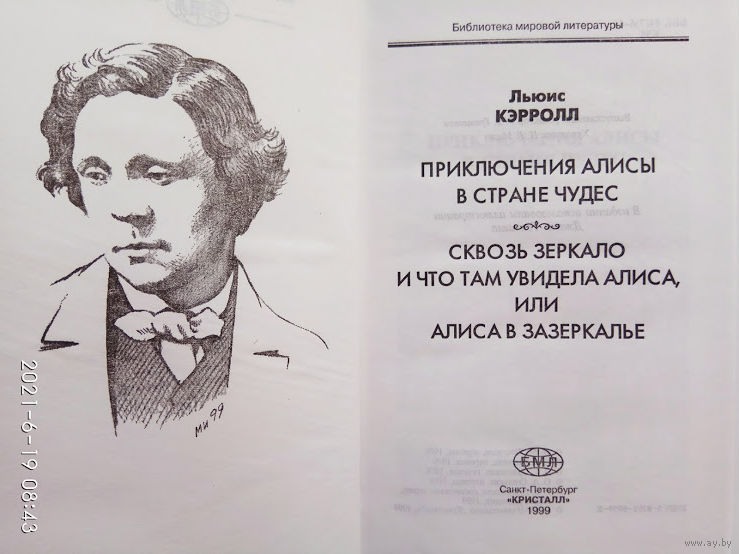 2021-6-19 08:43
МИ 99
Библиотека мировой литературы
Льюис
КЭРРОЛЛ
ПРИКЛЮЧЕНИЯ АЛИСЫ
В СТРАНЕ ЧУДЕС
СКВОЗЬ ЗЕРКАЛО
И ЧТО ТАМ УВИДЕЛА АЛИСА,
ИЛИ
АЛИСА В ЗАЗЕРКАЛЬЕ
БМЛ
Санкт-Петербург
«КРИСТАЛЛ»
1999
www.ay.by